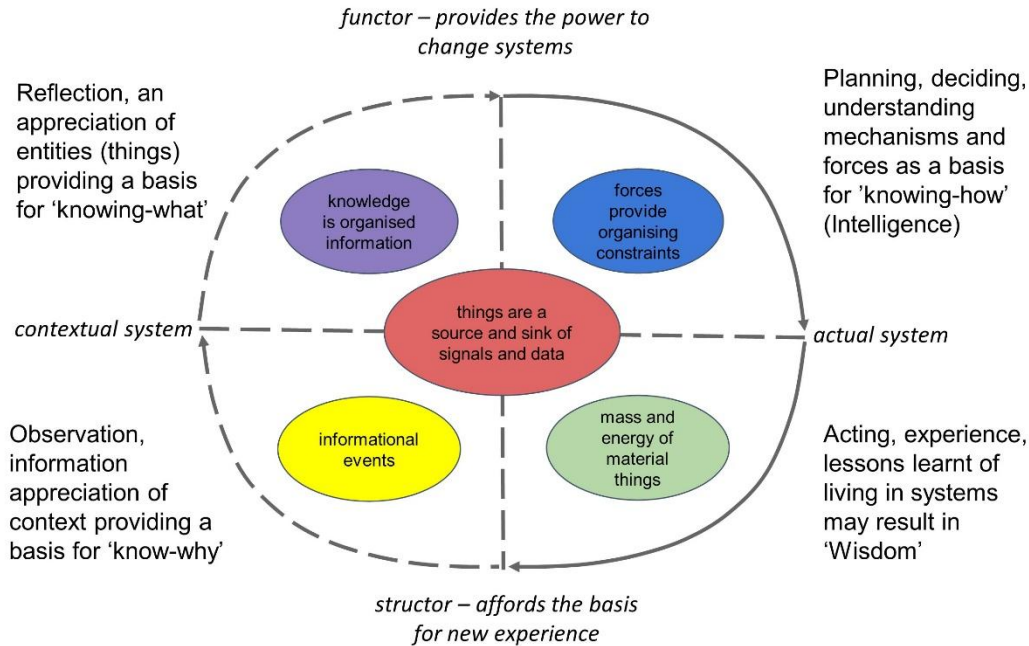 functor – provides the power to
change systems
Reflection, an
appreciation of
entities (things)
providing a basis
for ‘knowing-what’
Planning, deciding,
understanding
mechanisms and
forces as a basis
for ’knowing-how’
(Intelligence)
knowledge
is organised
information
forces
provide
organising
constraints
contextual system
things are a
source and sink of
signals and data
actual system
Observation,
information
appreciation of
context providing a
basis for ‘know-why’
informational
events
mass and
energy of
material
things
Acting, experience,
lessons learnt of
living in systems
may result in
‘Wisdom’
structor – affords the basis
for new experience